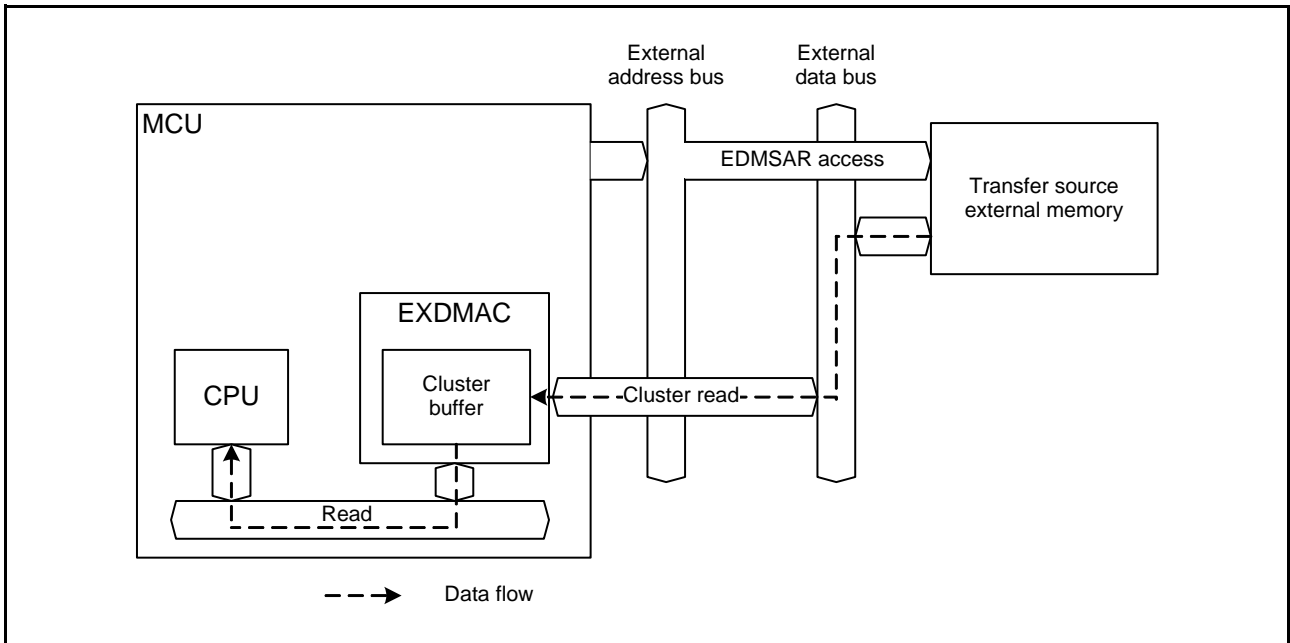 External
address bus
External
data bus
MCU
EDMSAR access
Transfer source
external memory
EXDMAC
CPU
Cluster
buffer
Cluster read
Read
Data flow